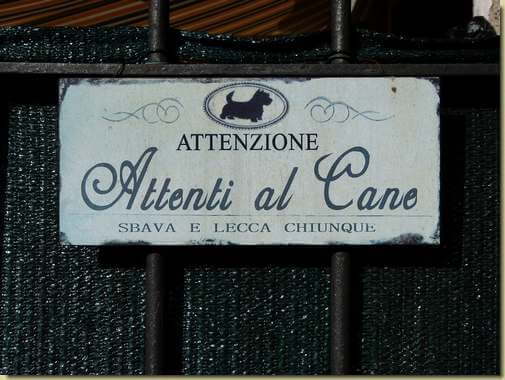 ATTENZIONE
Attenti al Cane
SBAVA E LECCA CHIUNQUE